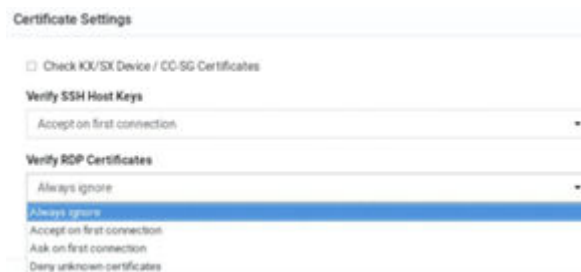 Certificate Settings
Check KX/SX Device / CC-SG Certificates
Verify SSH Host Keys
Accept on first connection
Verify RDP Certificates
Always ignore
Always ignore
Accept on first connection
Ask on first connection
Deny unknown certificates